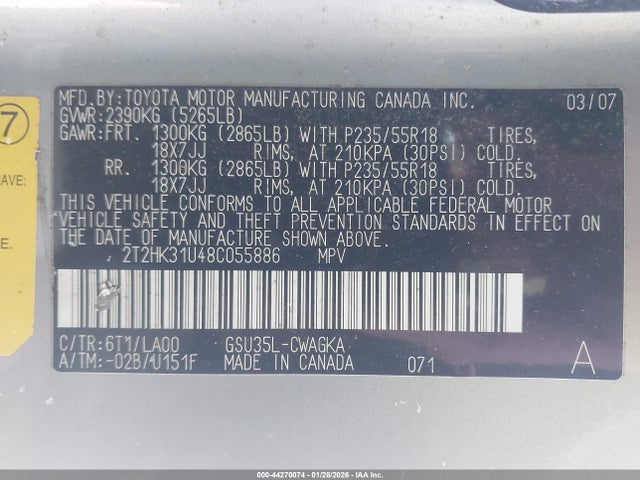 7
RAVE:
E.
MFD.BY:TOYOTA MOTOR MANUFACTURING CANADA INC. 03/07
GVWR:2390KG (5265LB)
GAWR:FRT. 1300KG (2865LB) WITH P235/55R18 TIRES,
18X7JJ RIMS, AT 210KPA (30PSI) COLD.
RR. 1300KG (2865LB) WITH P235/55R18 TIRES,
18X7JJ RIMS, AT 210KPA (30PSI) COLD.
THIS VEHICLE CONFORMS TO ALL APPLICABLE FEDERAL MOTOR
VEHICLE SAFETY AND THEFT PREVENTION STANDARDS IN EFFECT ON
THE DATE OF MANUFACTURE SHOWN ABOVE.
2T2HK31U48C055886 MPV
C/TR:6T1/LA00 GSU35L-CWAGKA
A/TM:-02B/U151F MADE IN CANADA 071 A
000-44270074 - 01/28/2026 - IAA Inc.